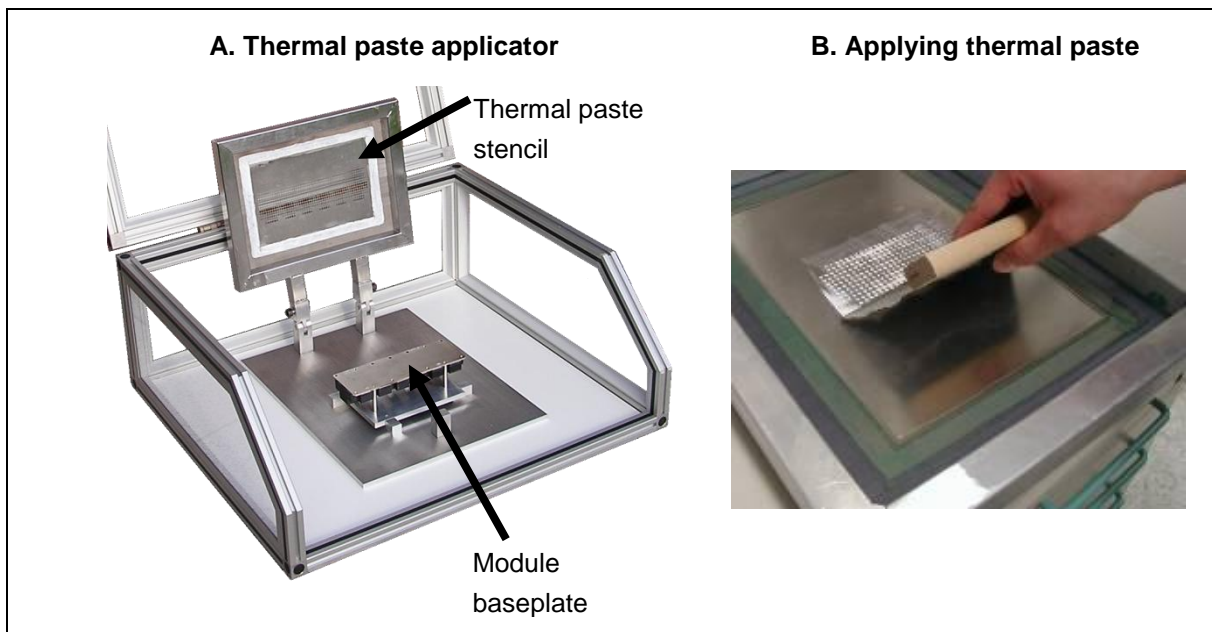 A. Thermal paste applicator
B. Applying thermal paste
Thermal paste
stencil
Module
baseplate